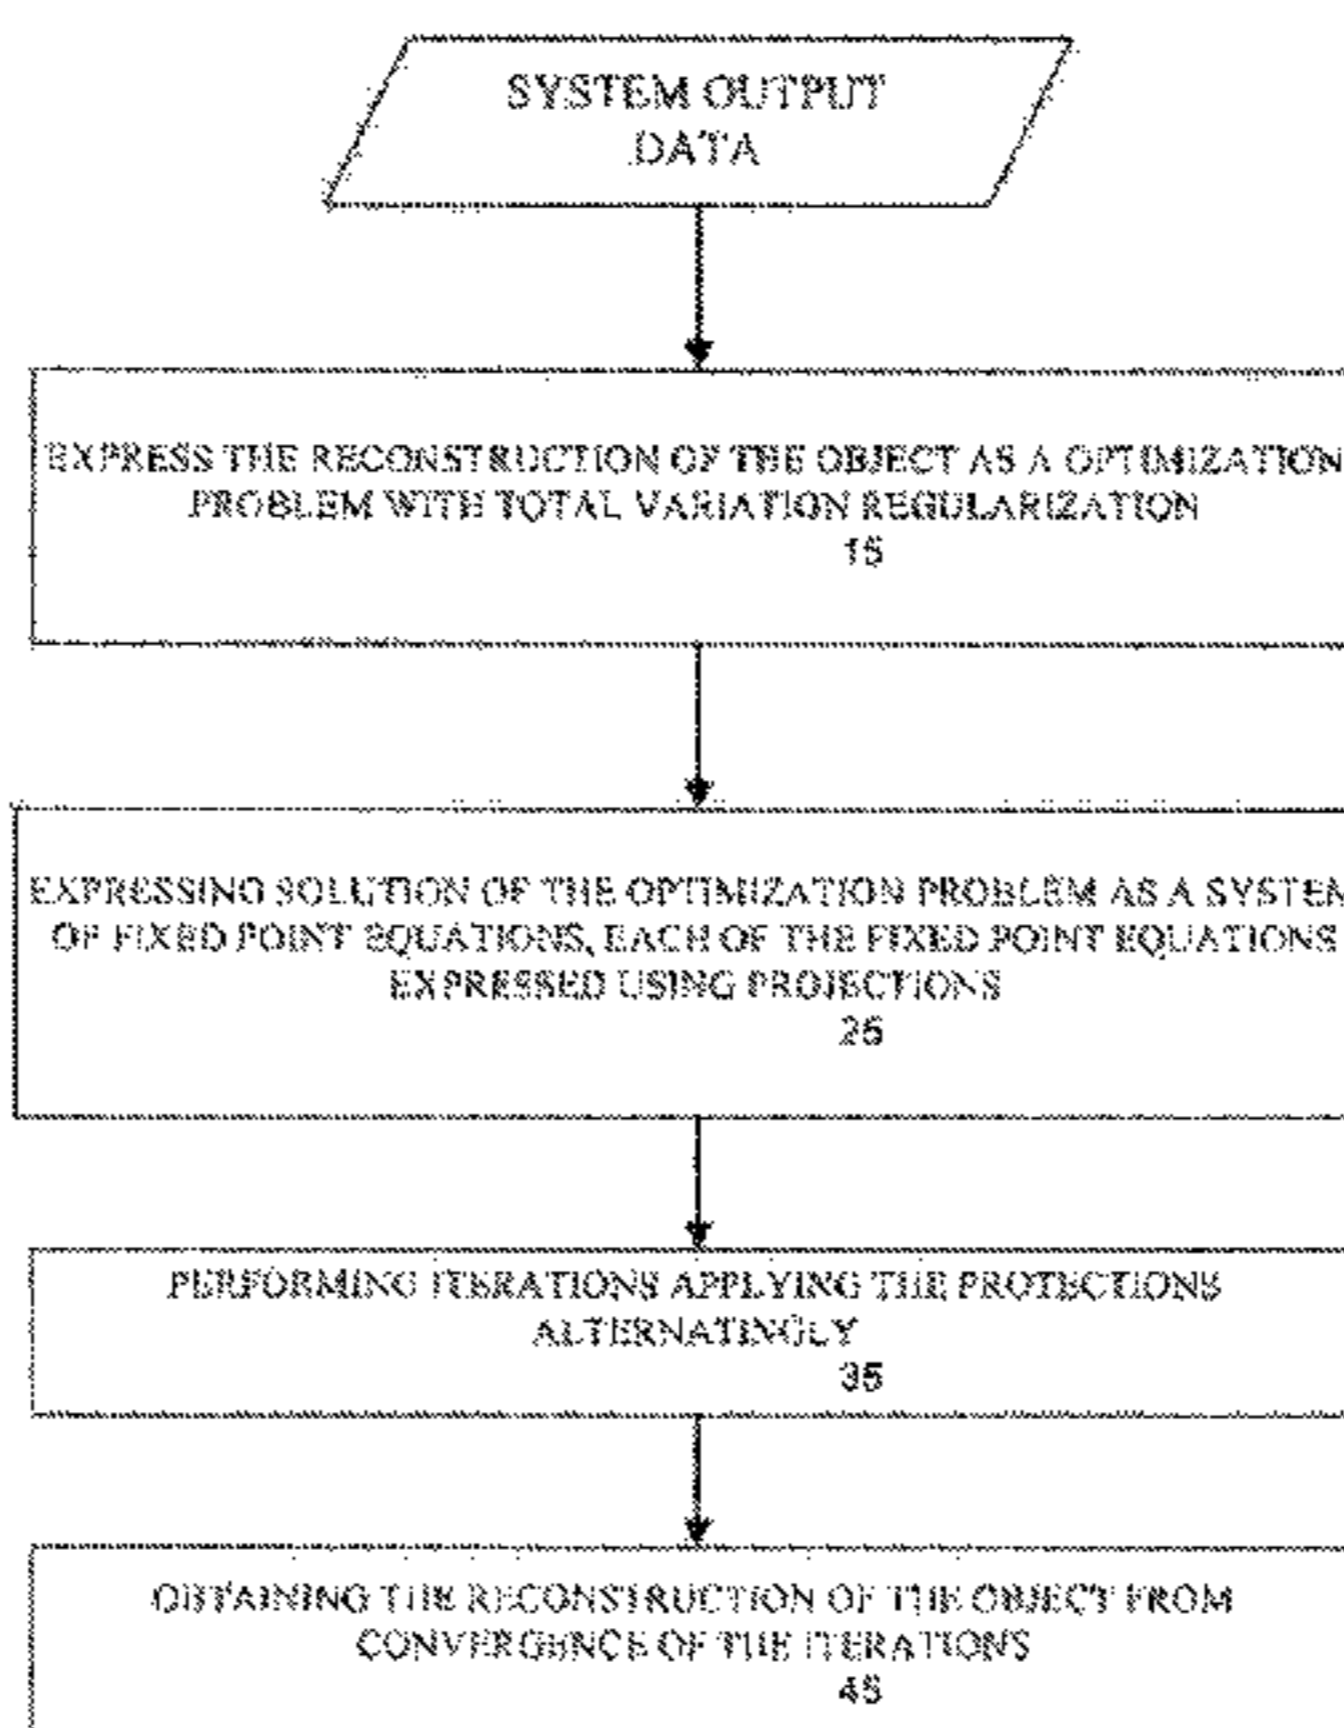 SYSTEM OUTPUT
DATA
EXPRESS THE RECONSTRUCTION OF THE OBJECT AS A OPTIMIZATION
PROBLEM WITH TOTAL VARIATION REGULARIZATION
15
EXPRESSING SOLUTION OF THE OPTIMIZATION PROBLEM AS A SYSTEM
OF FIXED POINT EQUATIONS, EACH OF THE FIXED POINT EQUATIONS
EXPRESSED USING PROJECTIONS
25
PERFORMING ITERATIONS APPLYING THE PROTECTIONS
ALTERNATINGLY
35
OBTAINING THE RECONSTRUCTION OF THE OBJECT FROM
CONVERGENCE OF THE ITERATIONS
45